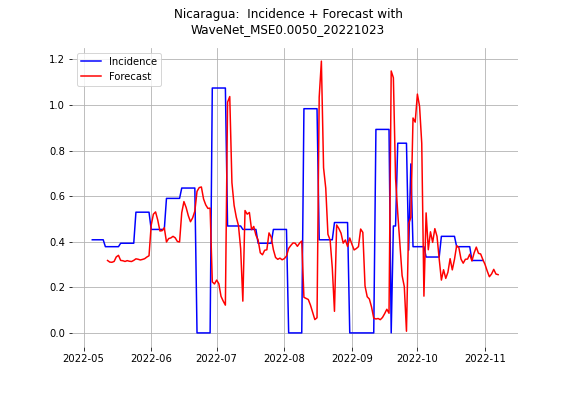 Nicaragua:  Incidence + Forecast with
WaveNet_MSE0.0050_20221023
Incidence
Forecast
1.2
1.0
0.8
0.6
0.4
0.2
0.0
2022-05 2022-06 2022-07 2022-08 2022-09 2022-10 2022-11